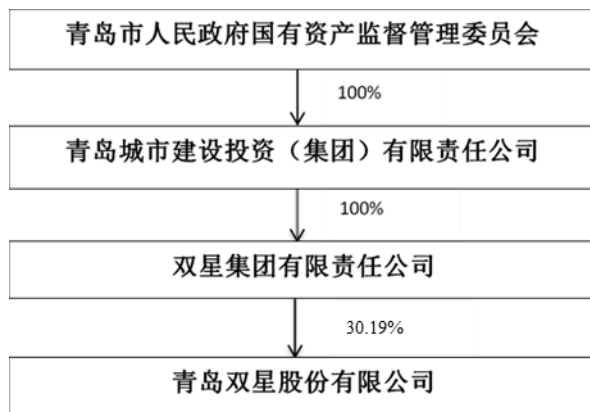 青岛市人民政府国有资产监督管理委员会
100%
青岛城市建设投资（集团）有限责任公司
100%
双星集团有限责任公司
30.19%
青岛双星股份有限公司